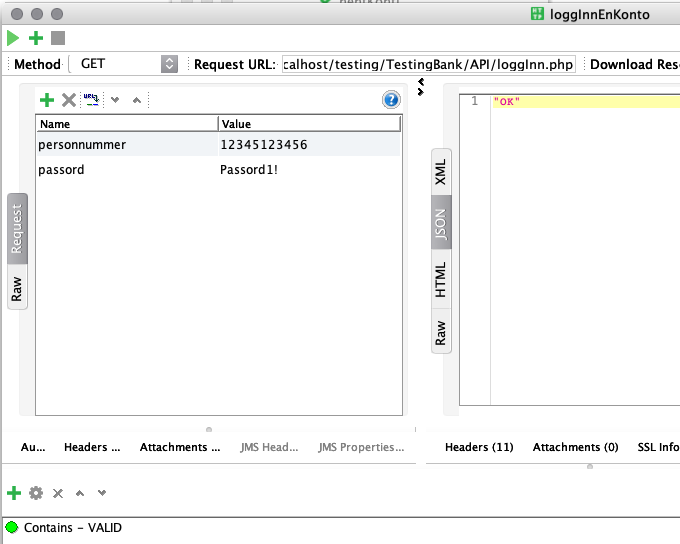 loggInnEnKonto
Method GET Request URL: calhost/testing/TestingBank/API/loggInn.php Download Res
Name Value
personnummer 12345123456
passord Passord1!
Request
Raw
1 "OK"
XML
JSON
HTML
Raw
Au... Headers ... Attachments ... JMS Head... JMS Properties...
Headers (11) Attachments (0) SSL Info
Contains - VALID